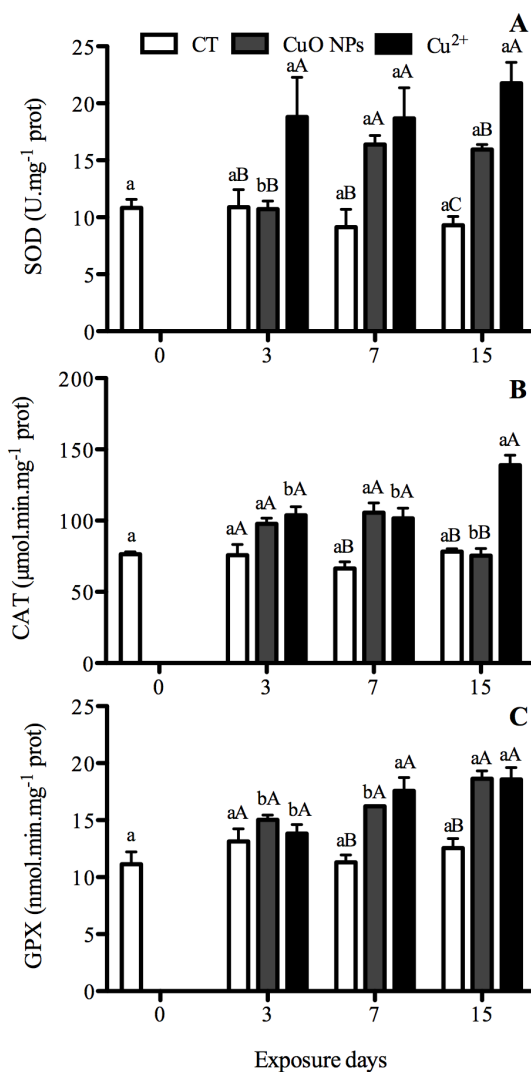 A
CT CuO NPs Cu²⁺
SOD (U.mg⁻¹ prot)
25
20
15
10
5
0
a
aB bB aA
aB aA aA
aC aB aA
0 3 7 15
B
CAT (µmol.min.mg⁻¹ prot)
200
150
100
50
0
a
aA aA bA
aB aA bA
aB bB aA
0 3 7 15
C
GPX (nmol.min.mg⁻¹ prot)
25
20
15
10
5
0
a
aA bA bA
aB bA aA
aB aA aA
0 3 7 15
Exposure days